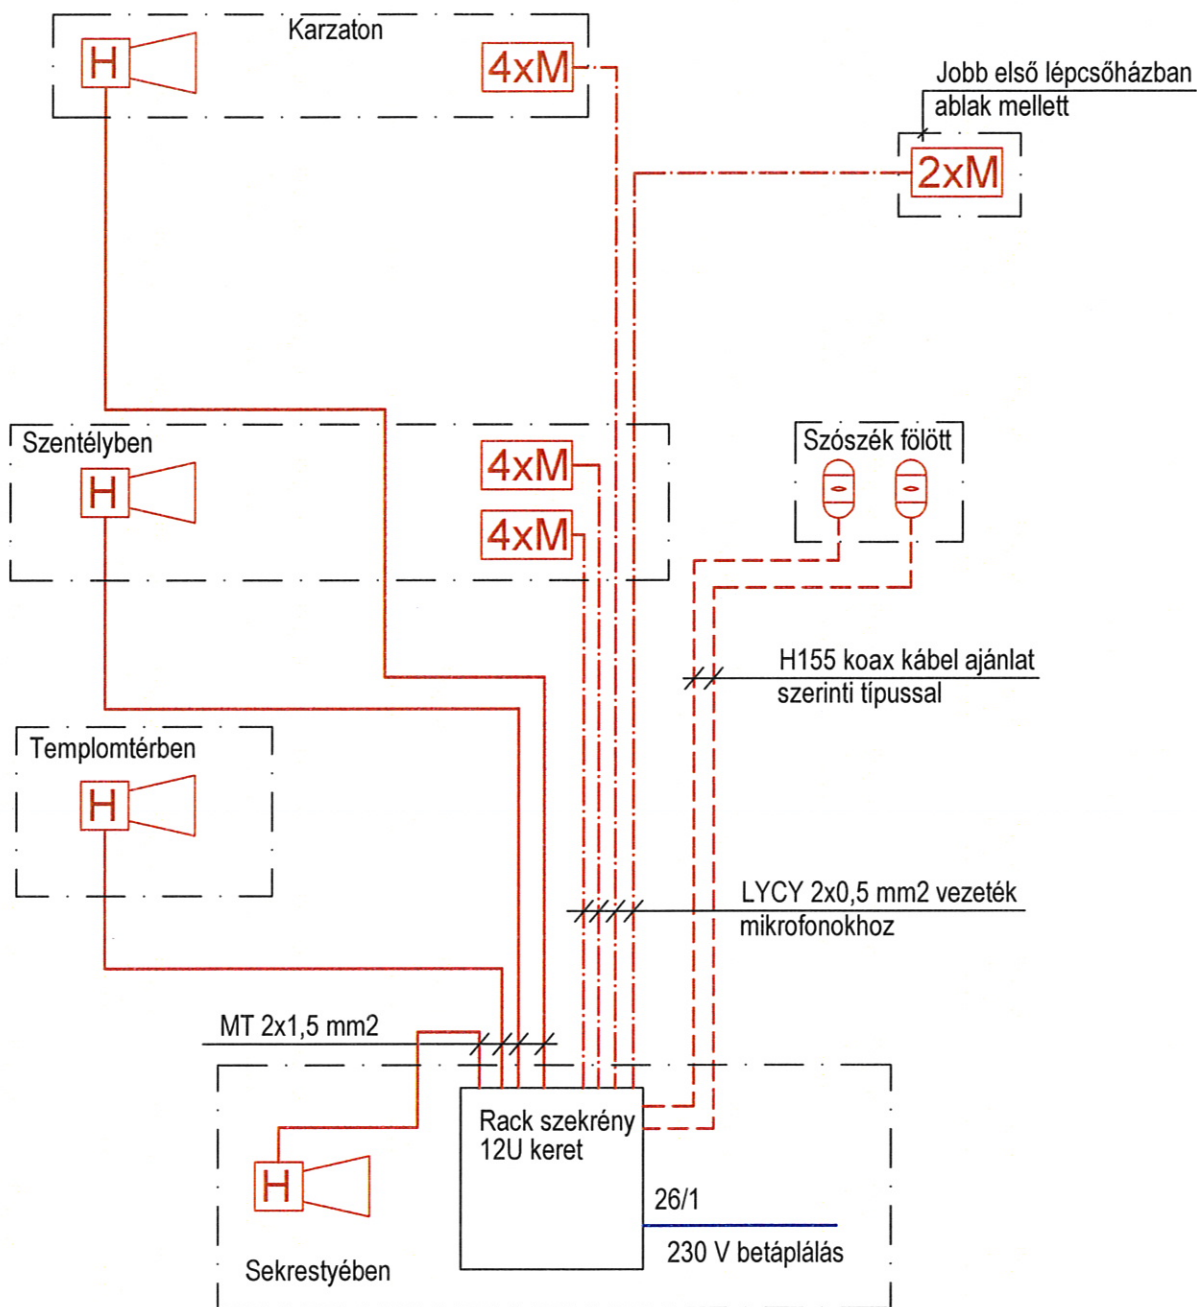 Karzaton
H
4xM
Jobb első lépcsőházban
ablak mellett
2xM
Szentélyben
H
4xM
4xM
Szószék fölött
H155 koax kábel ajánlat
szerinti típussal
Templomtérben
H
LYCY 2x0,5 mm2 vezeték
mikrofonokhoz
MT 2x1,5 mm2
Rack szekrény
12U keret
H
26/1
230 V betáplálás
Sekrestyében